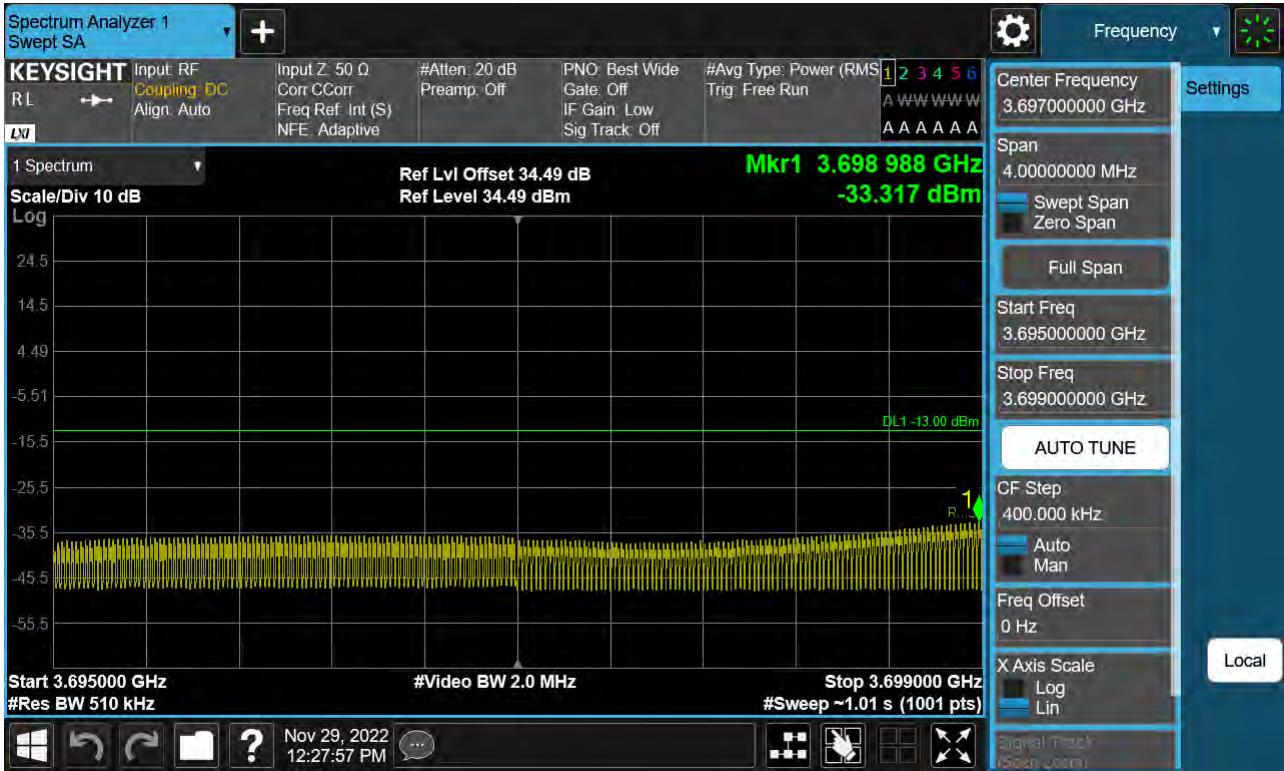 Spectrum Analyzer 1
Swept SA
Frequency
KEYSIGHT
RL
LXI
Input: RF
Coupling: DC
Align: Auto
Input Z: 50 Ω
Corr CCorr
Freq Ref: Int (S)
NFE: Adaptive
#Atten: 20 dB
Preamp: Off
PNO: Best Wide
Gate: Off
IF Gain: Low
Sig Track: Off
#Avg Type: Power (RMS
Trig: Free Run
1 2 3 4 5 6
A W W W W W
A A A A A A
1 Spectrum
Scale/Div 10 dB
Log
Ref Lvl Offset 34.49 dB
Ref Level 34.49 dBm
Mkr1 3.698 988 GHz
-33.317 dBm
24.5
14.5
4.49
-5.51
DL1 -13.00 dBm
-15.5
-25.5
1
-35.5
-45.5
-55.5
Start 3.695000 GHz
#Res BW 510 kHz
#Video BW 2.0 MHz
Stop 3.699000 GHz
#Sweep ~1.01 s (1001 pts)
Nov 29, 2022
12:27:57 PM
Center Frequency
3.697000000 GHz
Span
4.00000000 MHz
Swept Span
Zero Span
Full Span
Start Freq
3.695000000 GHz
Stop Freq
3.699000000 GHz
AUTO TUNE
CF Step
400.000 kHz
Auto
Man
Freq Offset
0 Hz
X Axis Scale
Log
Lin
Signal Track
(Span Zoom)
Settings
Local